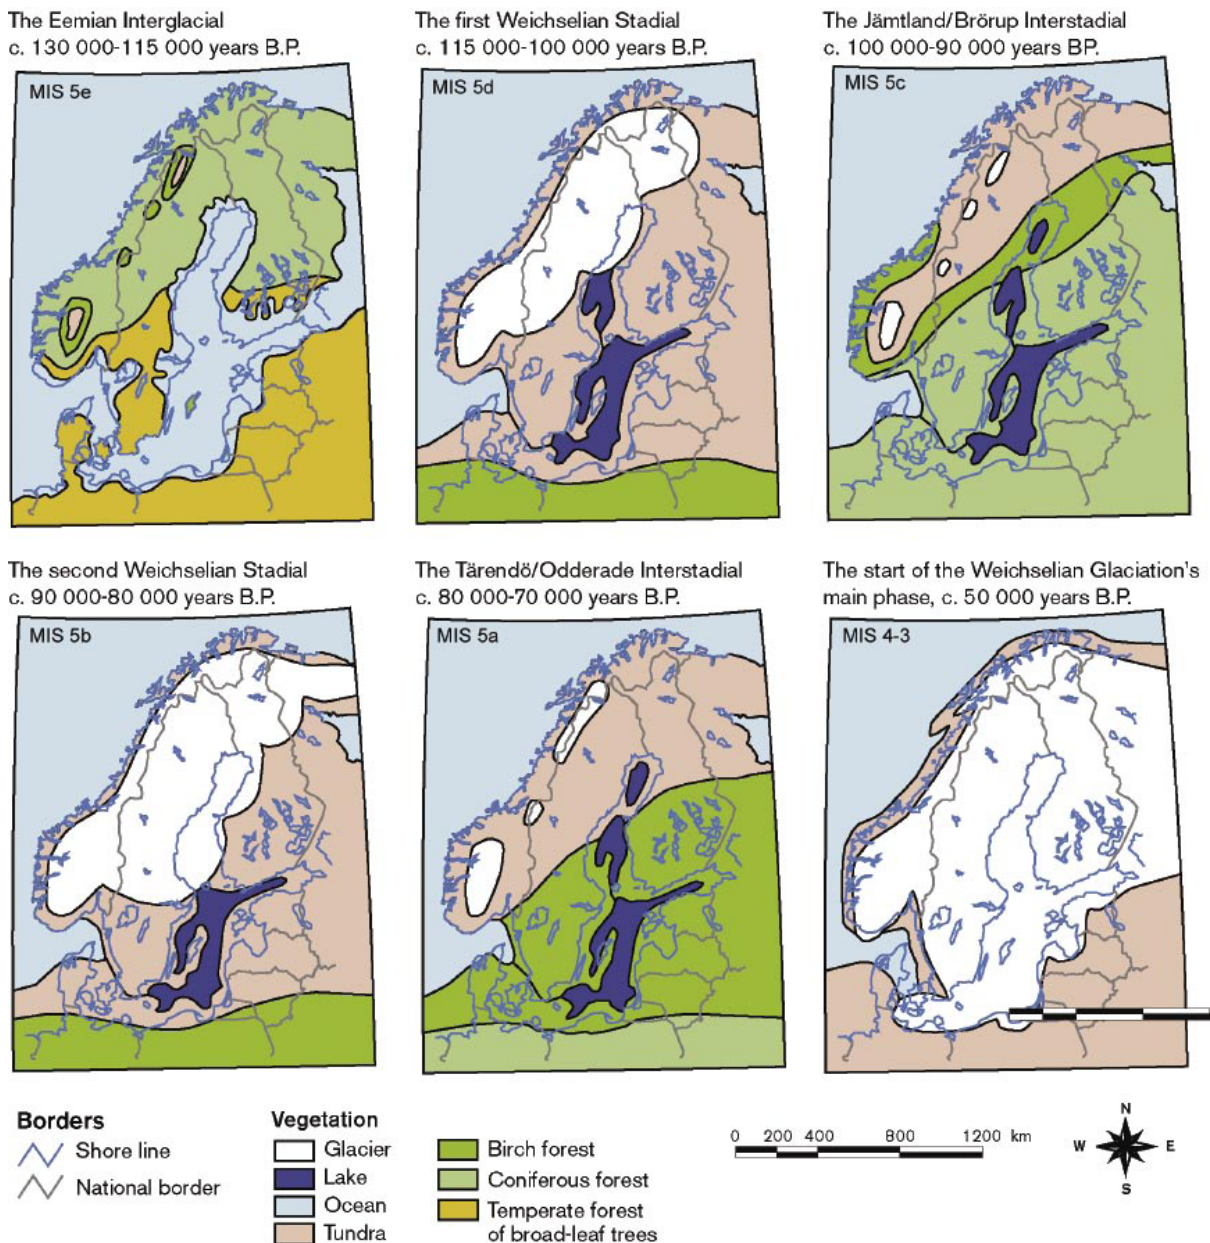 The Eemian Interglacial
c. 130 000-115 000 years B.P.
MIS 5e
The first Weichselian Stadial
c. 115 000-100 000 years B.P.
MIS 5d
The Jämtland/Brörup Interstadial
c. 100 000-90 000 years BP.
MIS 5c
The second Weichselian Stadial
c. 90 000-80 000 years B.P.
MIS 5b
The Tärendö/Odderade Interstadial
c. 80 000-70 000 years B.P.
MIS 5a
The start of the Weichselian Glaciation's
main phase, c. 50 000 years B.P.
MIS 4-3
Borders
Shore line
National border
Vegetation
Glacier
Lake
Ocean
Tundra
Birch forest
Coniferous forest
Temperate forest
of broad-leaf trees
0 200 400 800 1200 km
N
W E
S